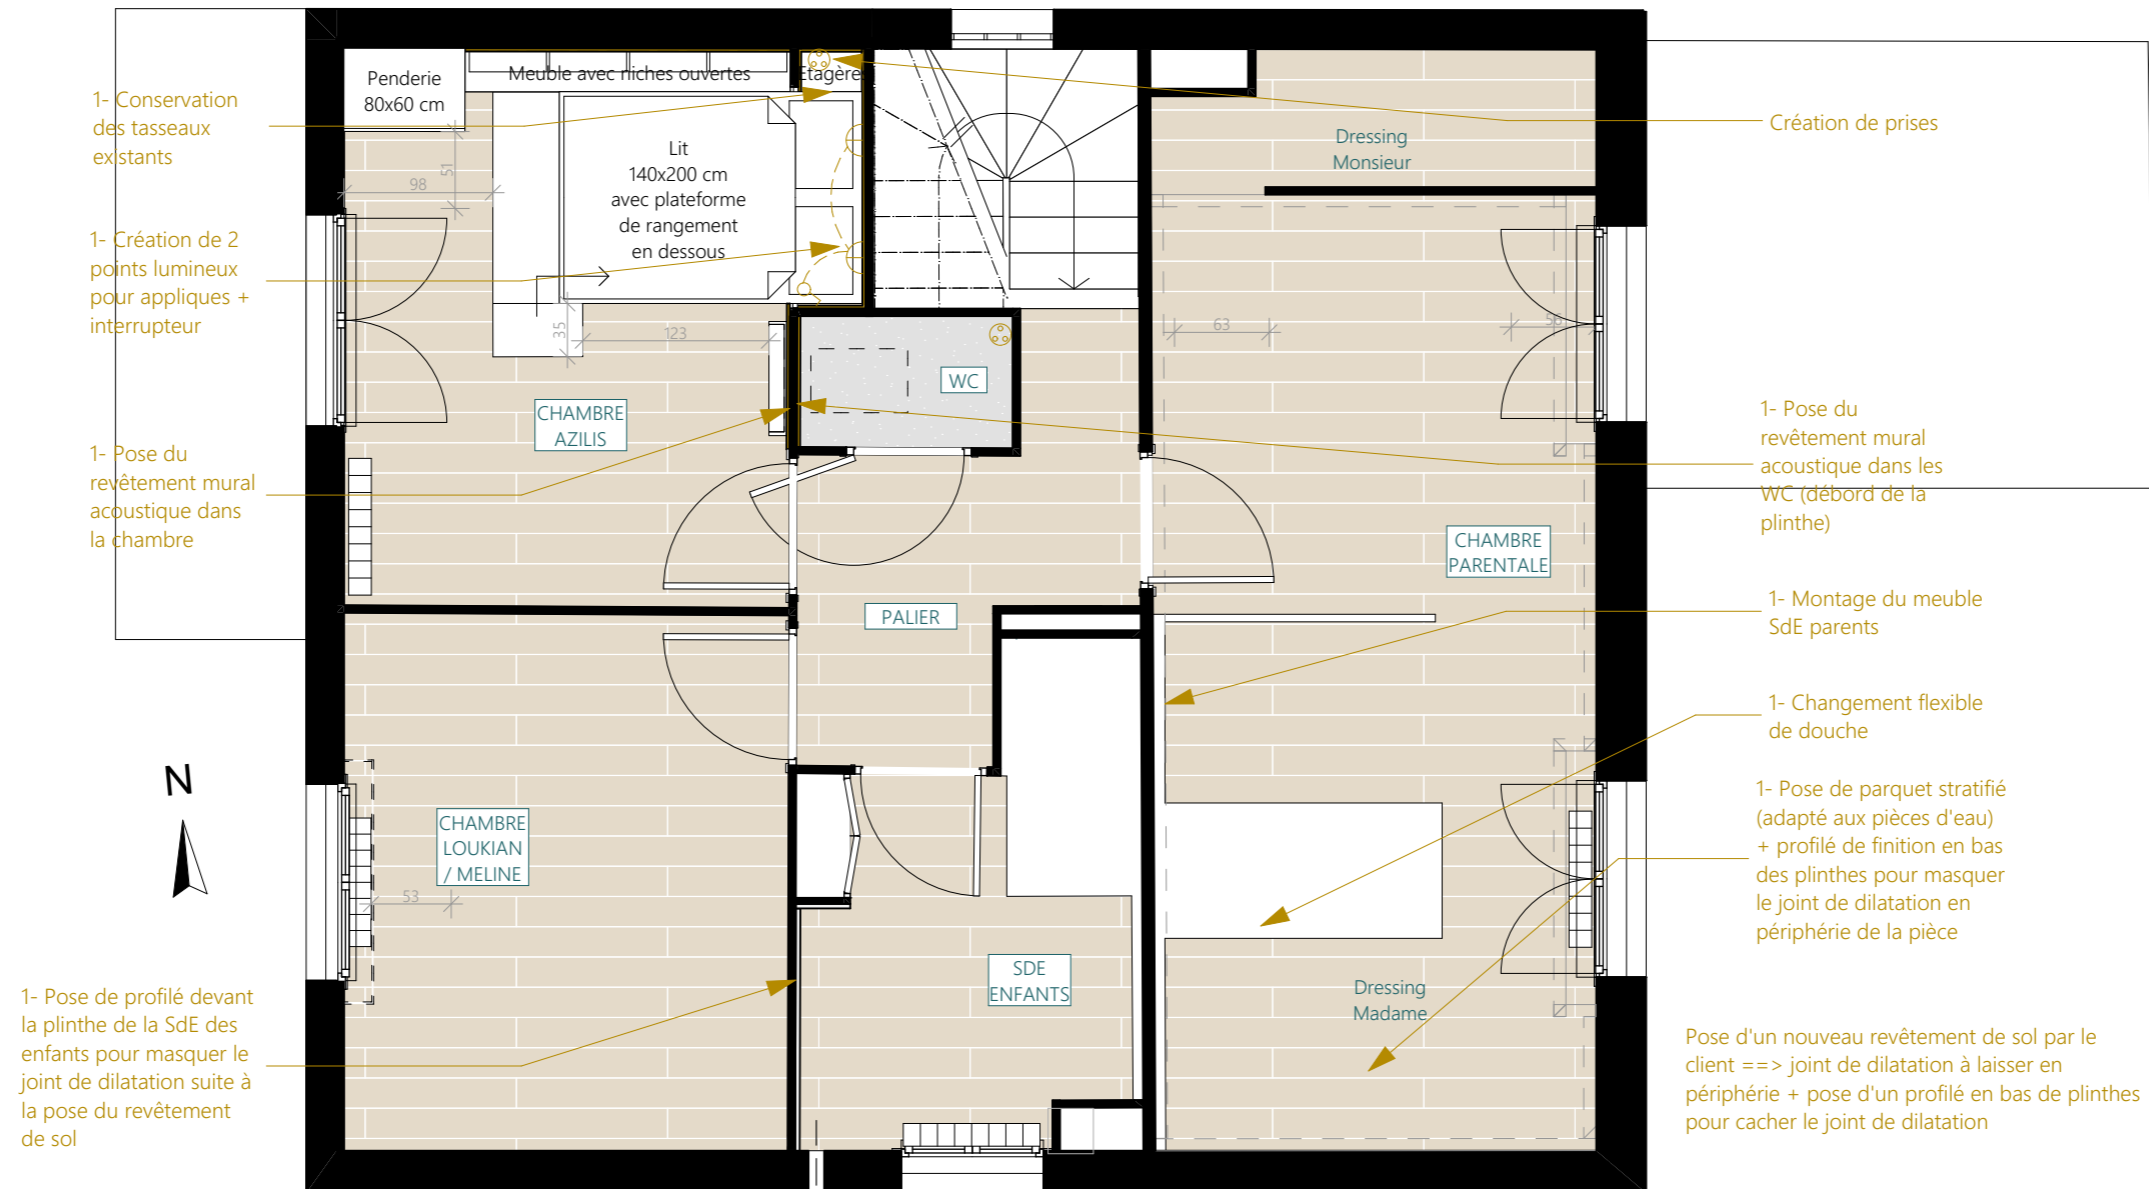 Penderie
80x60 cm
Meuble avec niches ouvertes
Etagère
1- Conservation
des tasseaux
existants
Lit
140x200 cm
avec plateforme
de rangement
en dessous
98
51
1- Création de 2
points lumineux
pour appliques +
interrupteur
35
123
CHAMBRE
AZILIS
1- Pose du
revêtement mural
acoustique dans
la chambre
WC
PALIER
Dressing
Monsieur
63
56
Création de prises
1- Pose du
revêtement mural
acoustique dans les
WC (débord de la
plinthe)
CHAMBRE
PARENTALE
1- Montage du meuble
SdE parents
1- Changement flexible
de douche
1- Pose de parquet stratifié
(adapté aux pièces d'eau)
+ profilé de finition en bas
des plinthes pour masquer
le joint de dilatation en
périphérie de la pièce
N
CHAMBRE
LOUKIAN
/ MELINE
53
SDE
ENFANTS
Dressing
Madame
1- Pose de profilé devant
la plinthe de la SdE des
enfants pour masquer le
joint de dilatation suite à
la pose du revêtement
de sol
Pose d'un nouveau revêtement de sol par le
client ==> joint de dilatation à laisser en
périphérie + pose d'un profilé en bas de plinthes
pour cacher le joint de dilatation